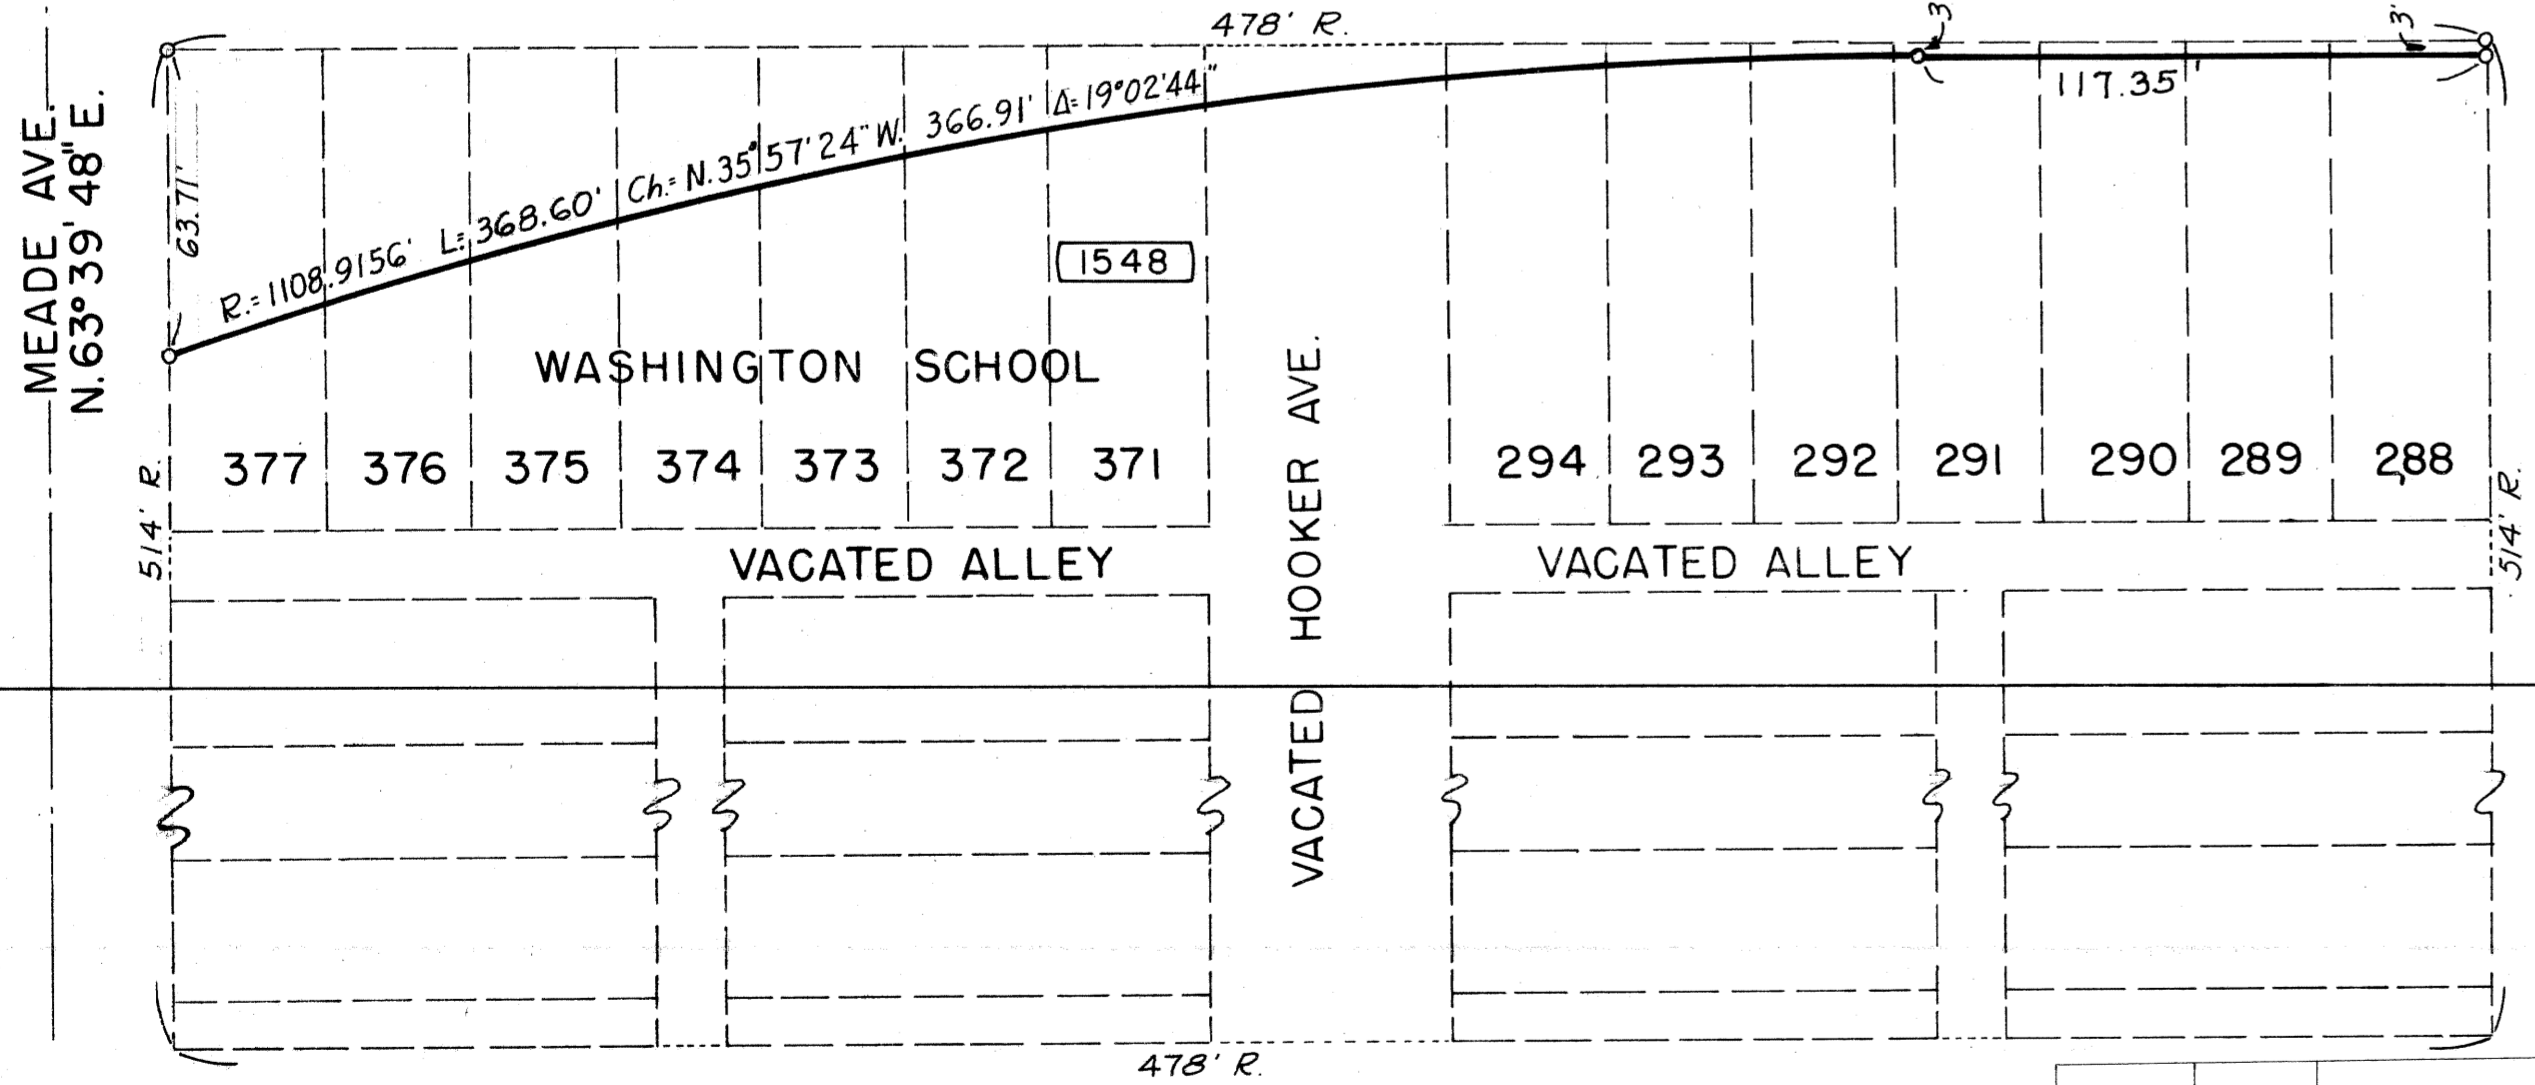 478' R.
3
3'
117.35'
MEADE AVE.
N.63°39'48"E.
63.71'
R.=1108.9156' L=368.60' Ch.=N.35°57'24"W. 366.91' Δ=19°02'44"
1548
WASHINGTON SCHOOL
377 376 375 374 373 372 371
294 293 292 291 290 289 288
514' R.
514' R.
VACATED ALLEY
VACATED ALLEY
VACATED HOOKER AVE.
478' R.